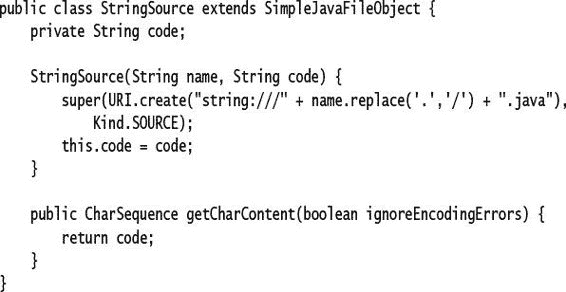 public class StringSource extends SimpleJavaFileObject {
    private String code;

    StringSource(String name, String code) {
        super(URI.create("string:///" + name.replace('.','/') + ".java"),
            Kind.SOURCE);
        this.code = code;
    }

    public CharSequence getCharContent(boolean ignoreEncodingErrors) {
        return code;
    }
}